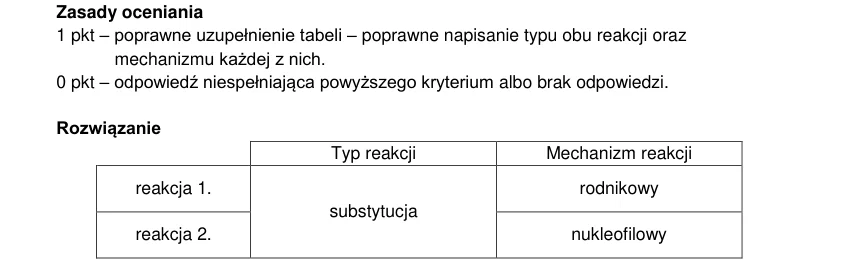 Zasady oceniania
1 pkt – poprawne uzupełnienie tabeli – poprawne napisanie typu obu reakcji oraz
mechanizmu każdej z nich.
0 pkt – odpowiedź niespełniająca powyższego kryterium albo brak odpowiedzi.
Rozwiązanie
Typ reakcji Mechanizm reakcji
reakcja 1. rodnikowy
substytucja
reakcja 2. nukleofilowy